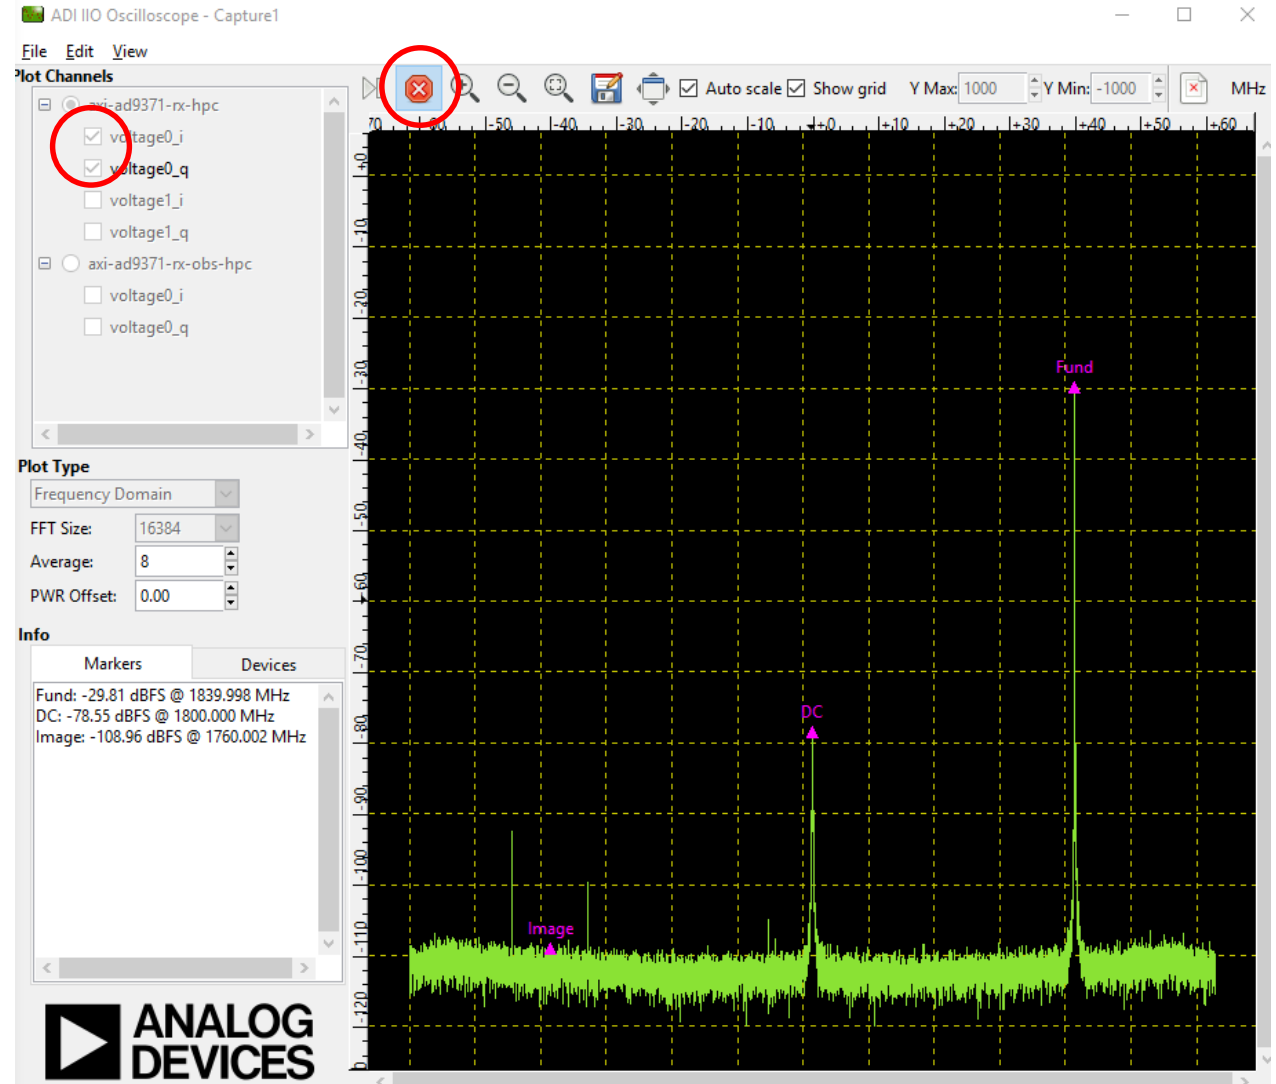 ADI IIO Oscilloscope - Capture1
File Edit View
Plot Channels
axi-ad9371-rx-hpc
voltage0_i
voltage0_q
voltage1_i
voltage1_q
axi-ad9371-rx-obs-hpc
voltage0_i
voltage0_q
Auto scale Show grid Y Max: 1000 Y Min: -1000 MHz
-50 -40 -30 -20 -10 +0 +10 +20 +30 +40 +50 +60
+0
-10
-20
-30
-40
-50
-60
-70
-80
-90
-100
-110
-120
Fund
DC
Image
Plot Type
Frequency Domain
FFT Size: 16384
Average: 8
PWR Offset: 0.00
Info
Markers Devices
Fund: -29.81 dBFS @ 1839.998 MHz
DC: -78.55 dBFS @ 1800.000 MHz
Image: -108.96 dBFS @ 1760.002 MHz
ANALOG
DEVICES